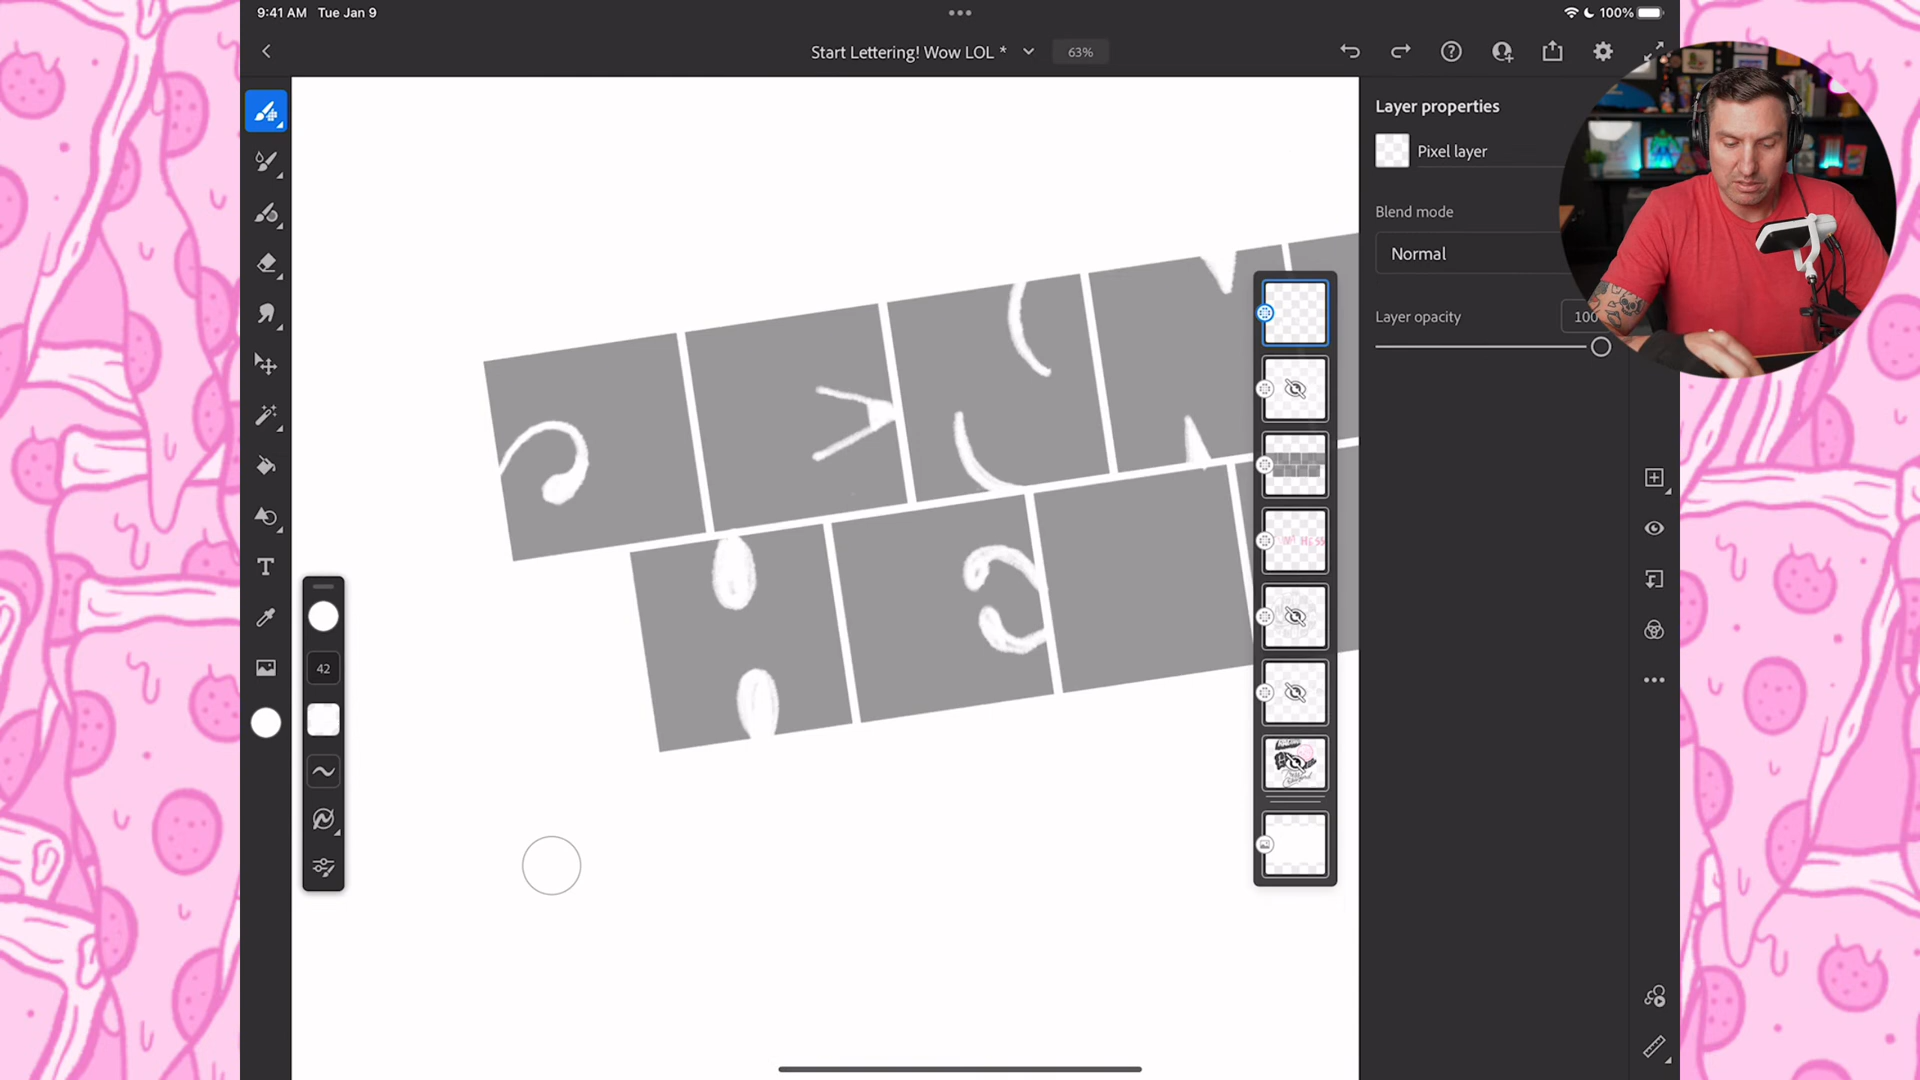 9:41 AM Tue Jan 9
100%
Start Lettering! Wow LOL *
63%
Layer properties
Pixel layer
Blend mode
Normal
Layer opacity
100
42